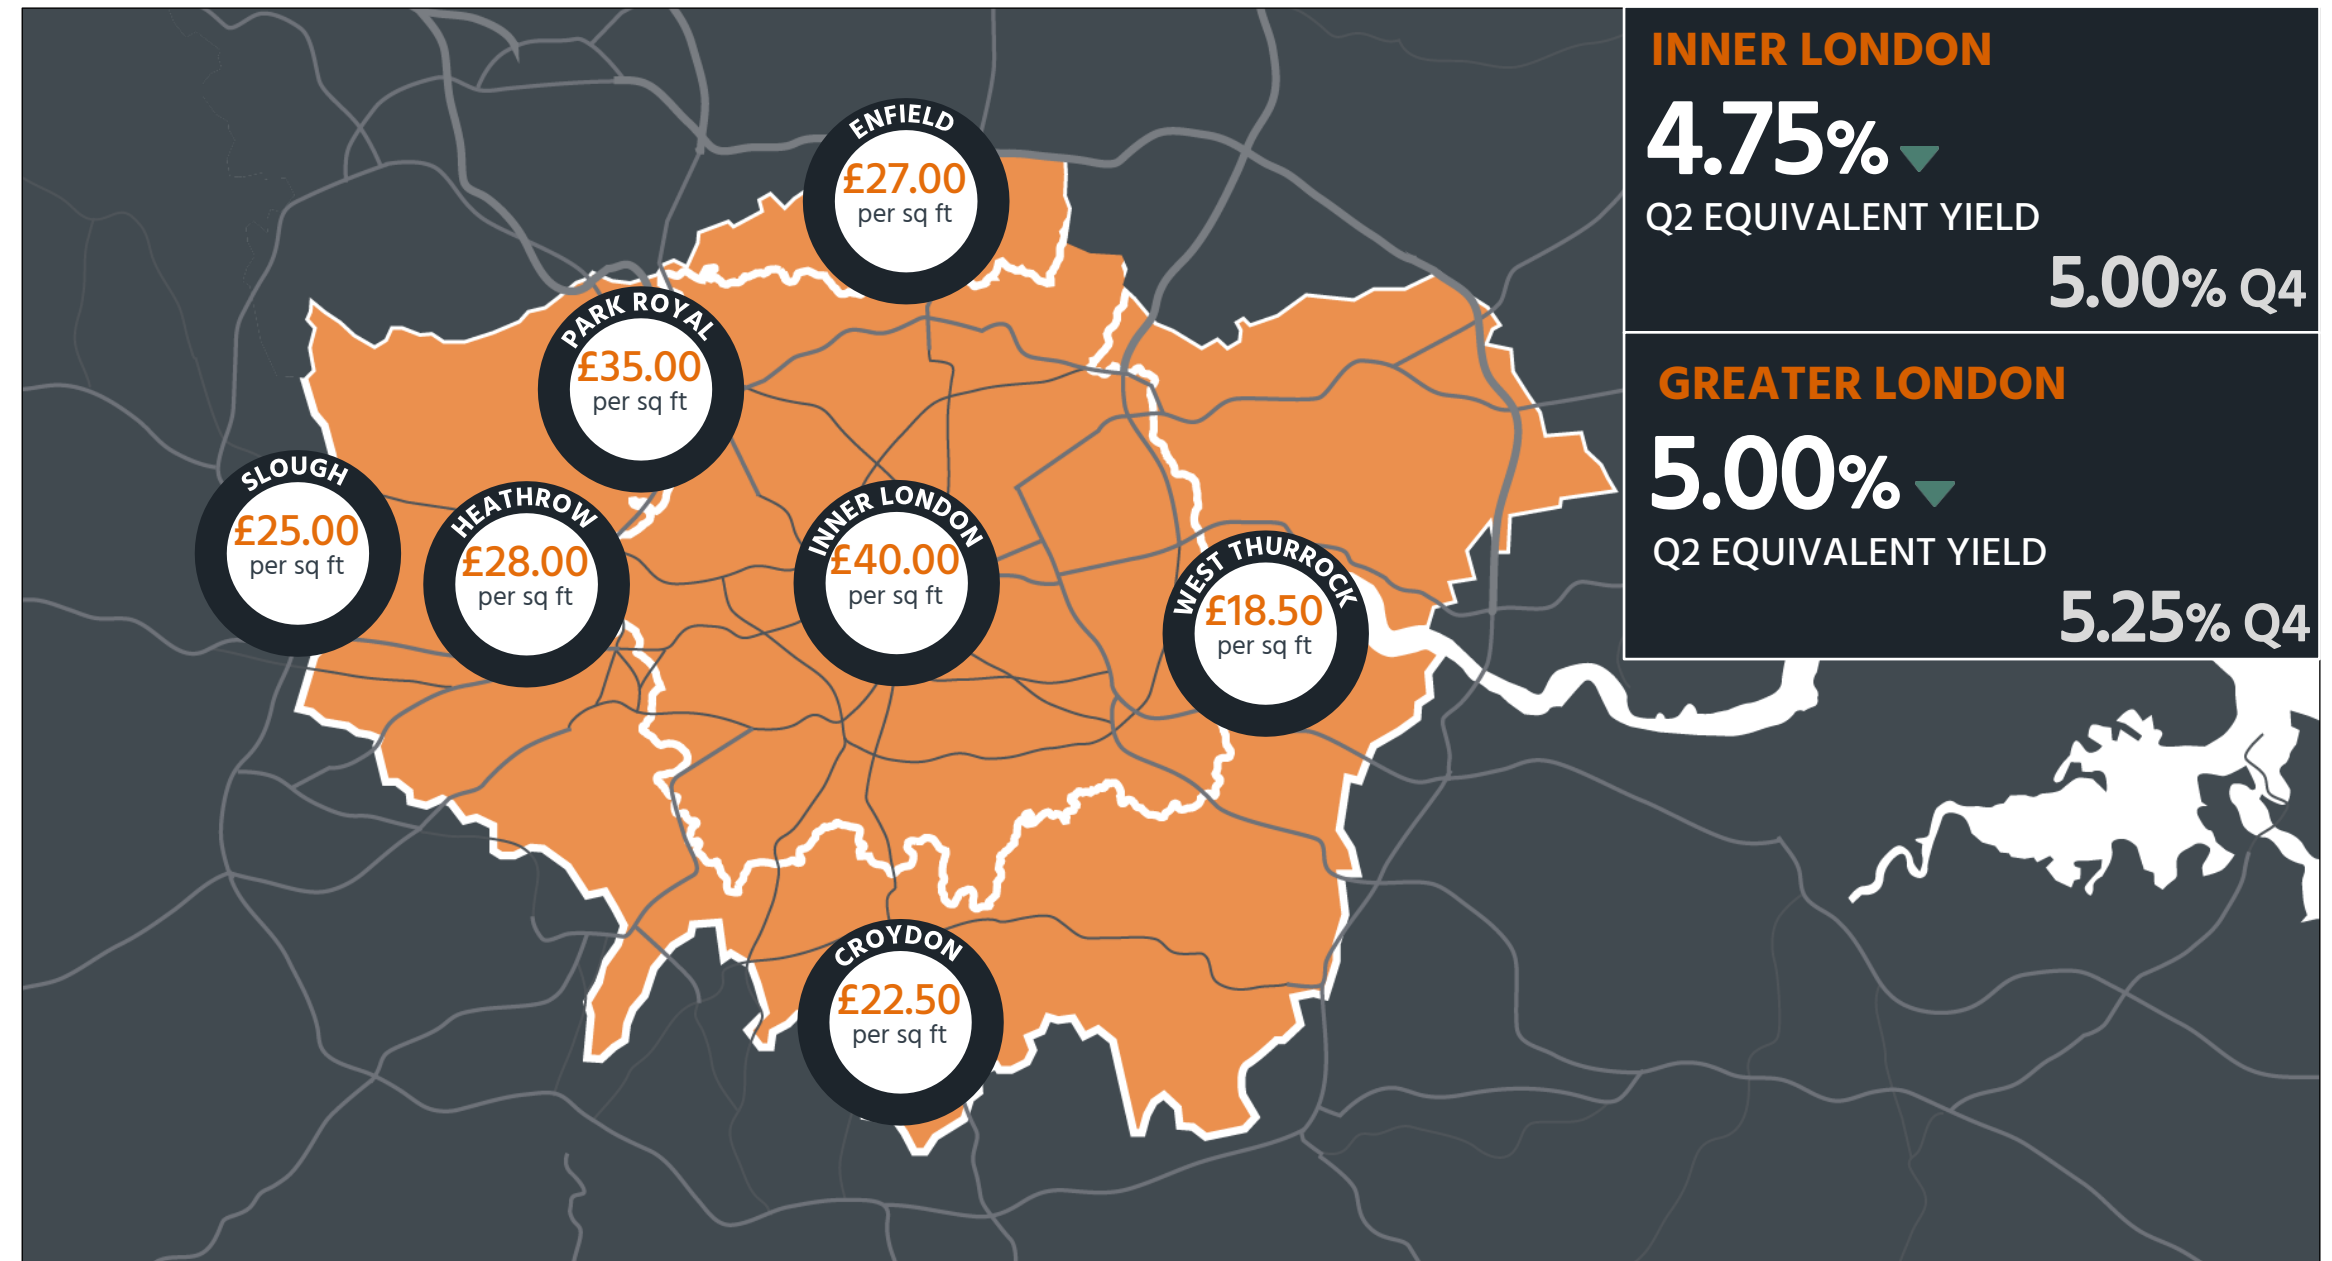 ENFIELD
£27.00
per sq ft
PARK ROYAL
£35.00
per sq ft
SLOUGH
£25.00
per sq ft
HEATHROW
£28.00
per sq ft
INNER LONDON
£40.00
per sq ft
WEST THURROCK
£18.50
per sq ft
CROYDON
£22.50
per sq ft
INNER LONDON
4.75%
Q2 EQUIVALENT YIELD
5.00% Q4
GREATER LONDON
5.00%
Q2 EQUIVALENT YIELD
5.25% Q4